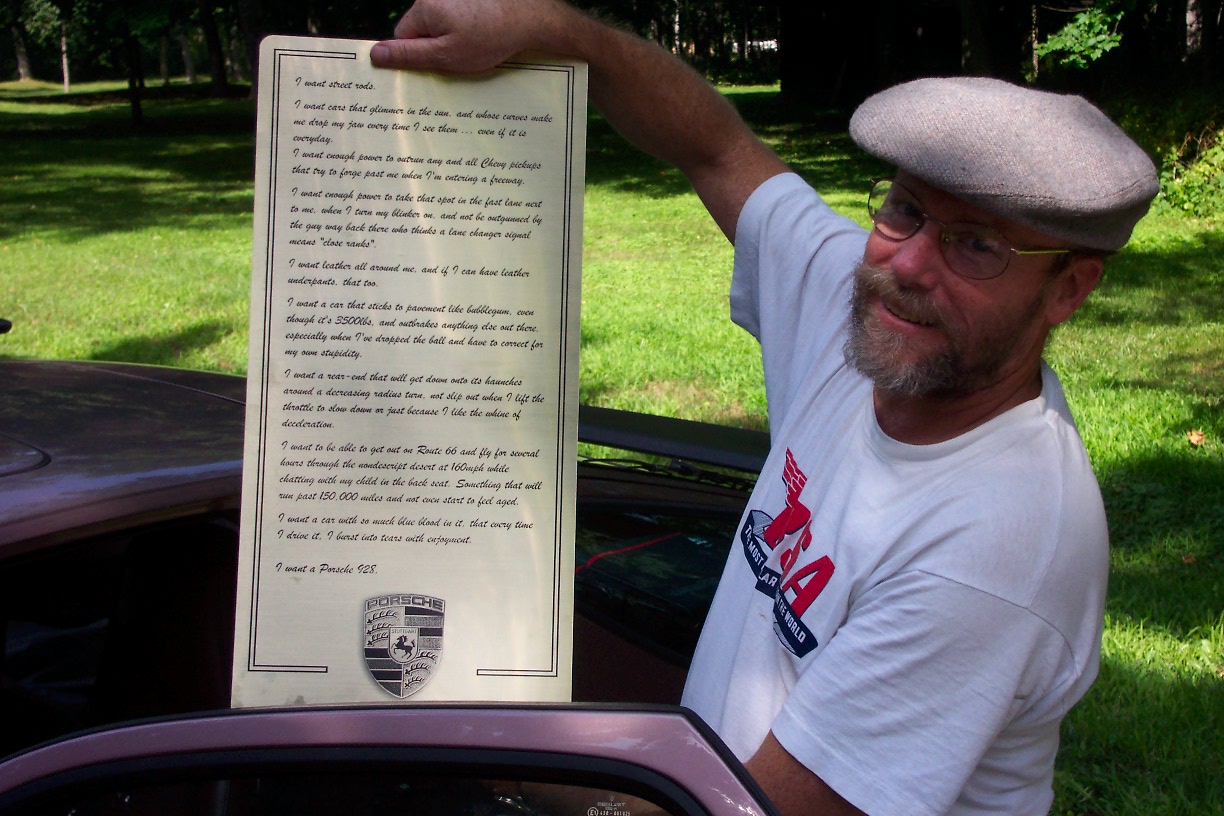 I want street rods.
I want cars that glimmer in the sun, and whose curves make
me drop my jaw every time I see them ... even if it is
everyday.
I want enough power to outrun any and all Chevy pickups
that try to forge past me when I'm entering a freeway.
I want enough power to take that spot in the fast lane next
to me, when I turn my blinker on, and not be outgunned by
the guy way back there who thinks a lane changer signal
means "close ranks".
I want leather all around me, and if I can have leather
underpants, that too.
I want a car that sticks to pavement like bubblegum, even
though it's 3500lbs, and outbrakes anything else out there,
especially when I've dropped the ball and have to correct for
my own stupidity.
I want a rear-end that will get down onto its haunches
around a decreasing radius turn, not slip out when I lift the
throttle to slow down or just because I like the whine of
deceleration.
I want to be able to get out on Route 66 and fly for several
hours through the nondescript desert at 160mph while
chatting with my child in the back seat. Something that will
run past 150,000 miles and not even start to feel aged.
I want a car with so much blue blood in it, that every time
I drive it, I burst into tears with enjoyment.
I want a Porsche 928.
PORSCHE
STUTTGART
THE MOST
THE WORLD